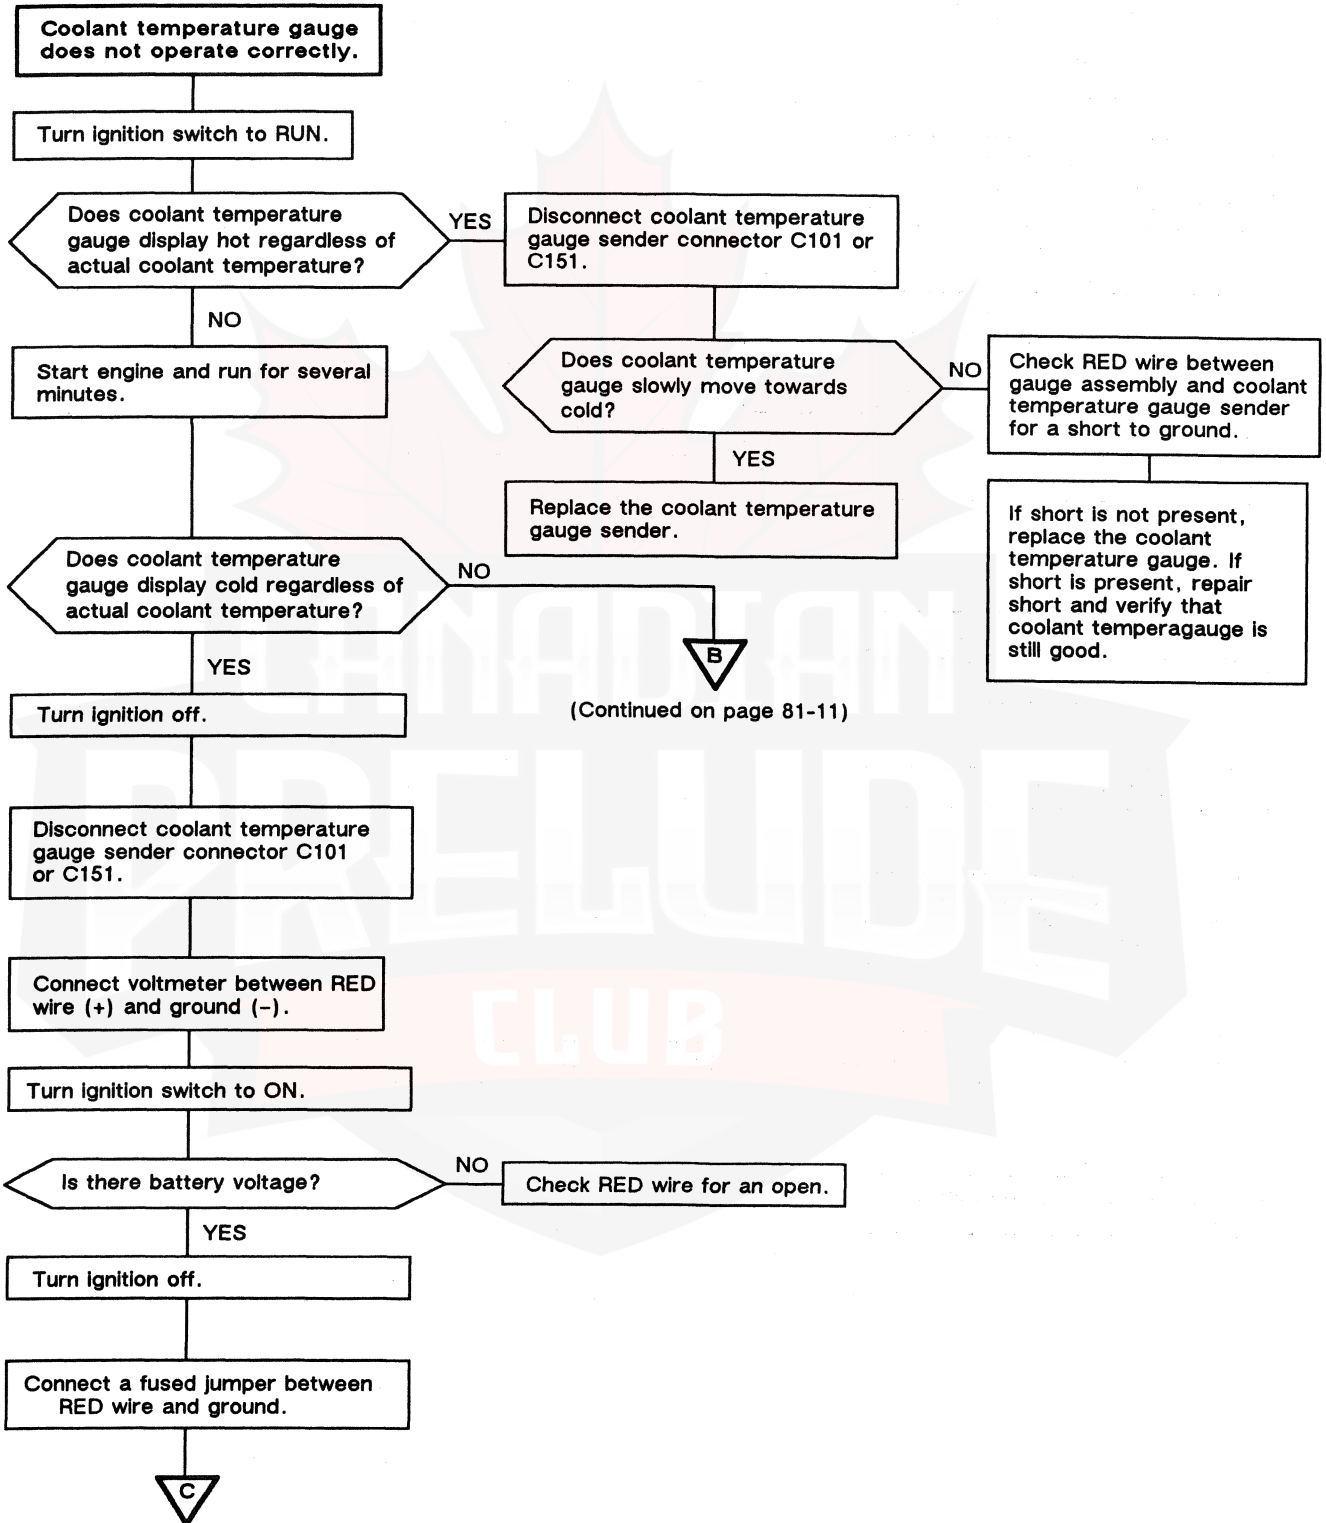 Coolant temperature gauge
does not operate correctly.
Turn ignition switch to RUN.
Does coolant temperature
gauge display hot regardless of
actual coolant temperature?
YES
Disconnect coolant temperature
gauge sender connector C101 or
C151.
NO
Start engine and run for several
minutes.
Does coolant temperature
gauge slowly move towards
cold?
NO
Check RED wire between
gauge assembly and coolant
temperature gauge sender
for a short to ground.
YES
Replace the coolant temperature
gauge sender.
If short is not present,
replace the coolant
temperature gauge. If
short is present, repair
short and verify that
coolant temperagauge is
still good.
Does coolant temperature
gauge display cold regardless of
actual coolant temperature?
NO
B
(Continued on page 81-11)
YES
Turn ignition off.
Disconnect coolant temperature
gauge sender connector C101
or C151.
Connect voltmeter between RED
wire (+) and ground (-).
Turn ignition switch to ON.
Is there battery voltage?
NO
Check RED wire for an open.
YES
Turn ignition off.
Connect a fused jumper between
RED wire and ground.
C
CANADIAN
PRELUDE
CLUB